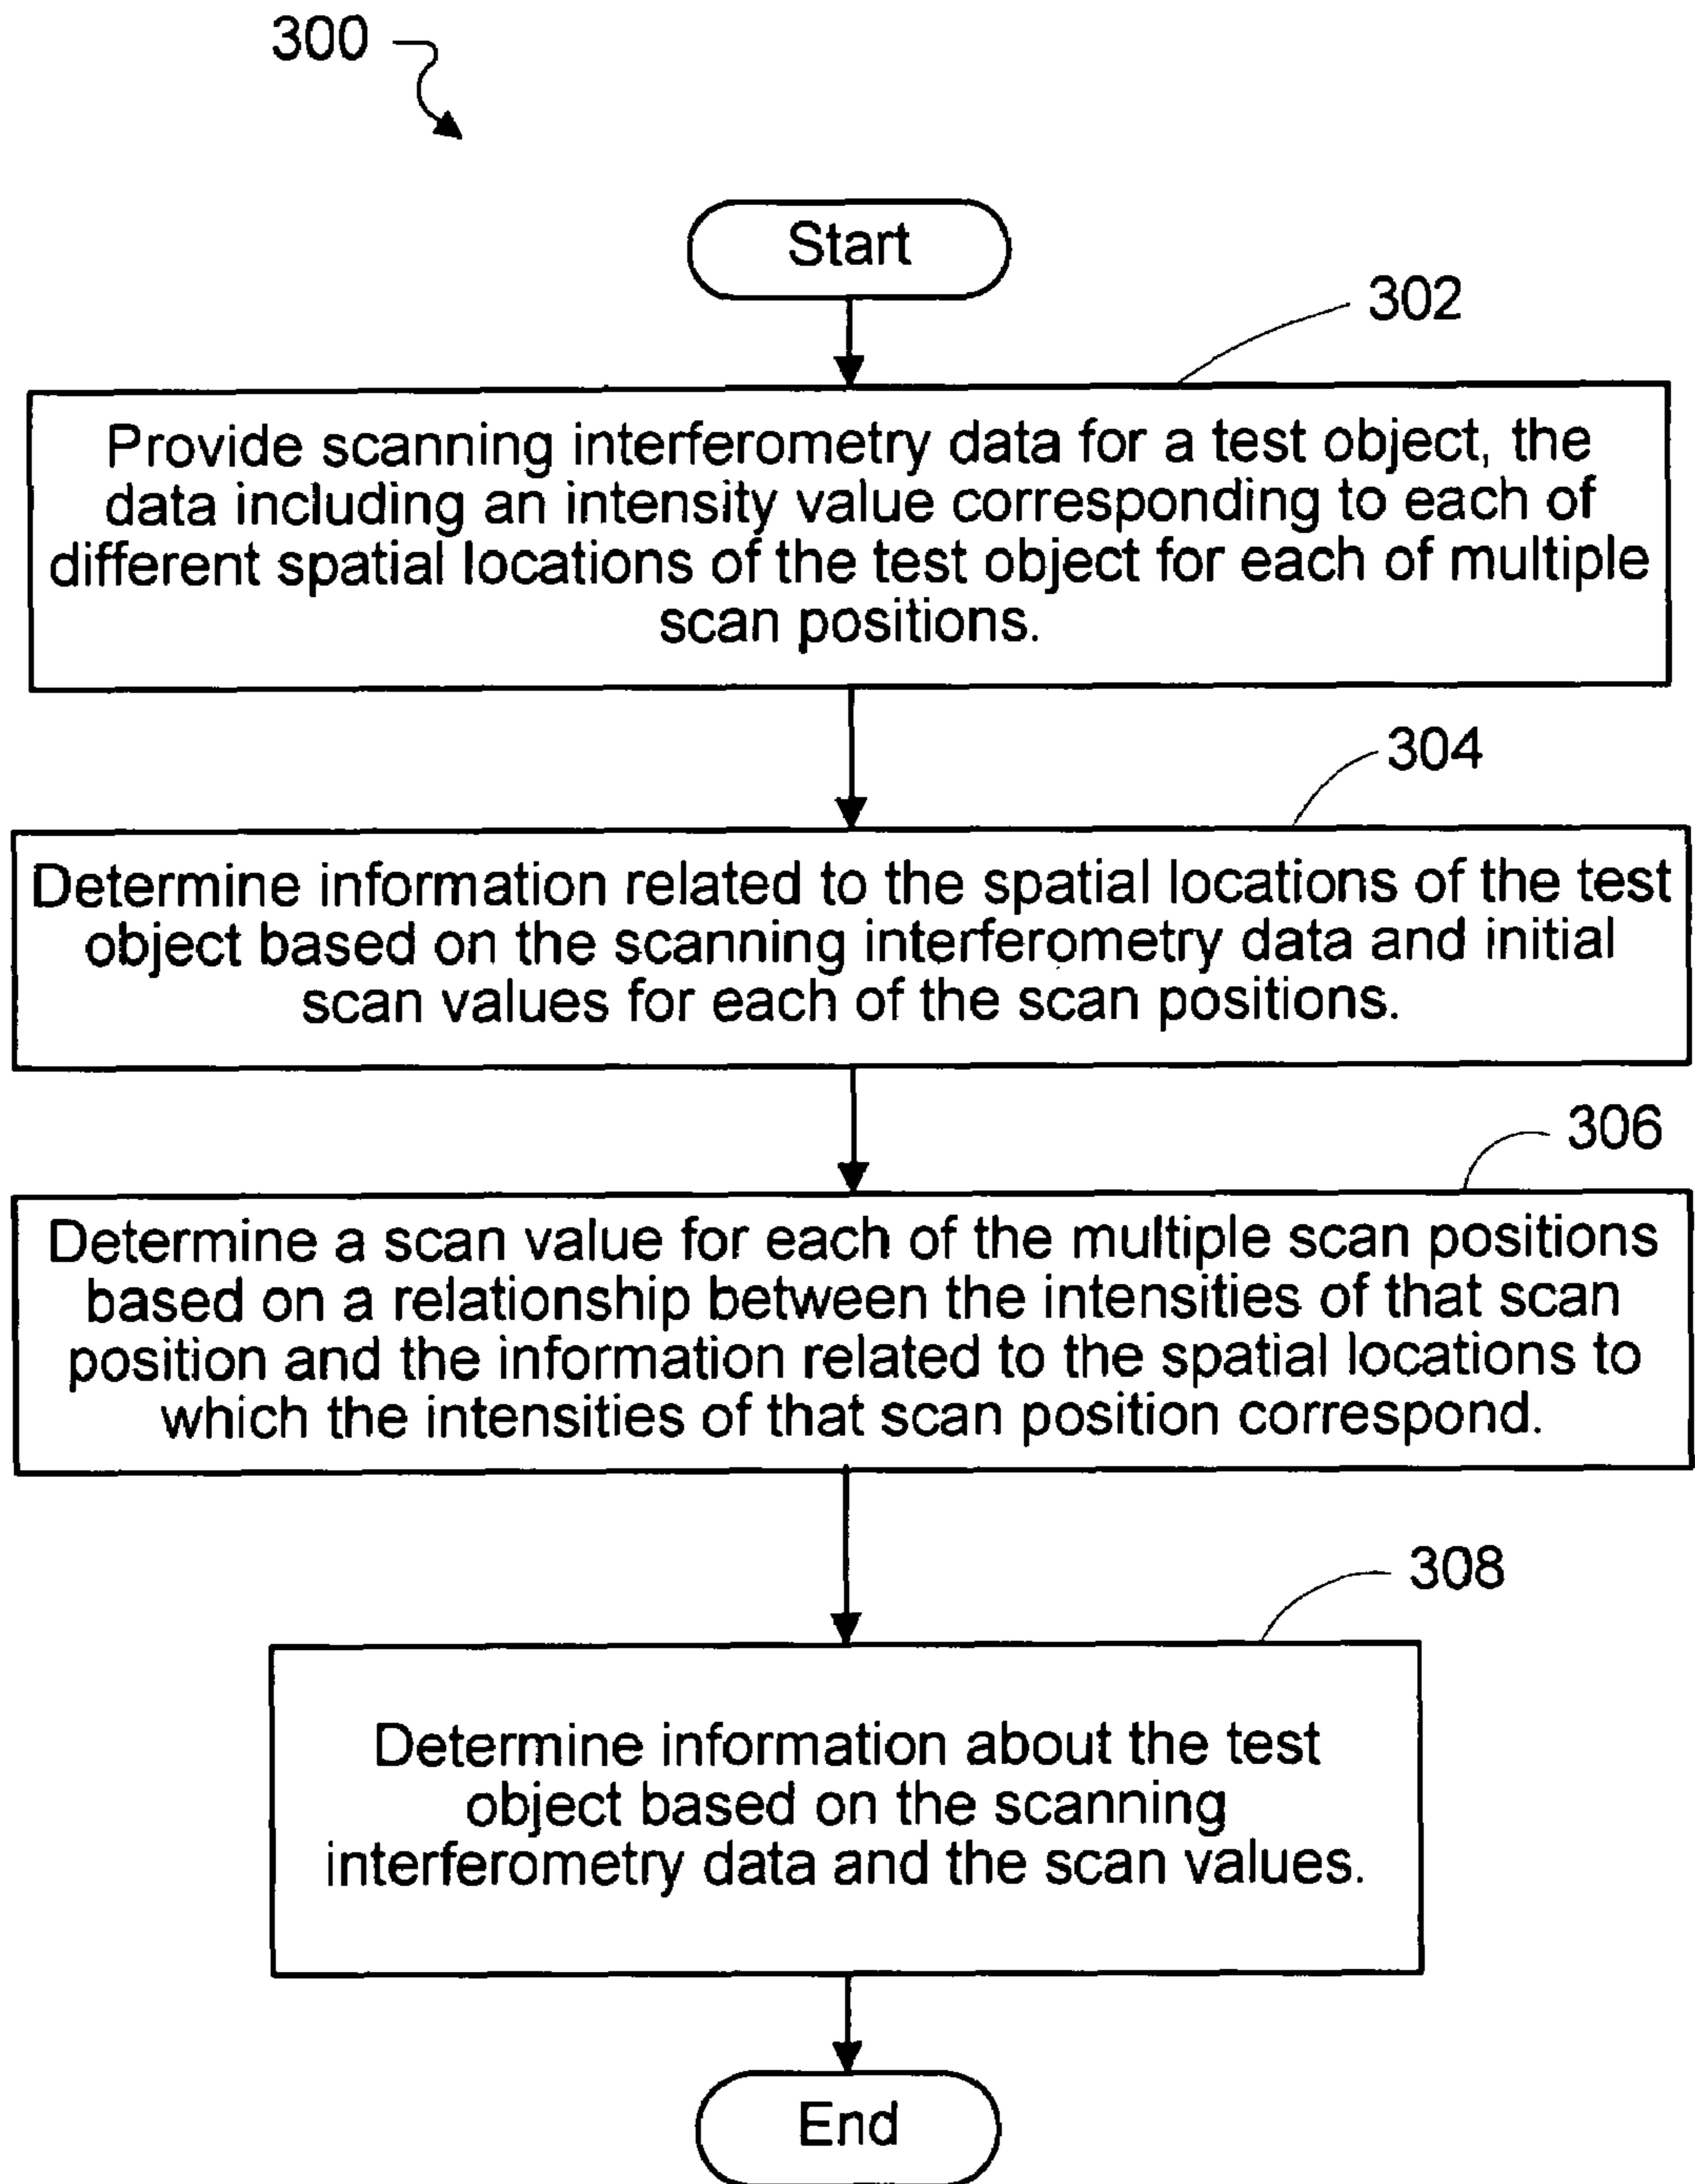 300
Start
302
Provide scanning interferometry data for a test object, the
data including an intensity value corresponding to each of
different spatial locations of the test object for each of multiple
scan positions.
304
Determine information related to the spatial locations of the test
object based on the scanning interferometry data and initial
scan values for each of the scan positions.
306
Determine a scan value for each of the multiple scan positions
based on a relationship between the intensities of that scan
position and the information related to the spatial locations to
which the intensities of that scan position correspond.
308
Determine information about the test
object based on the scanning
interferometry data and the scan values.
End